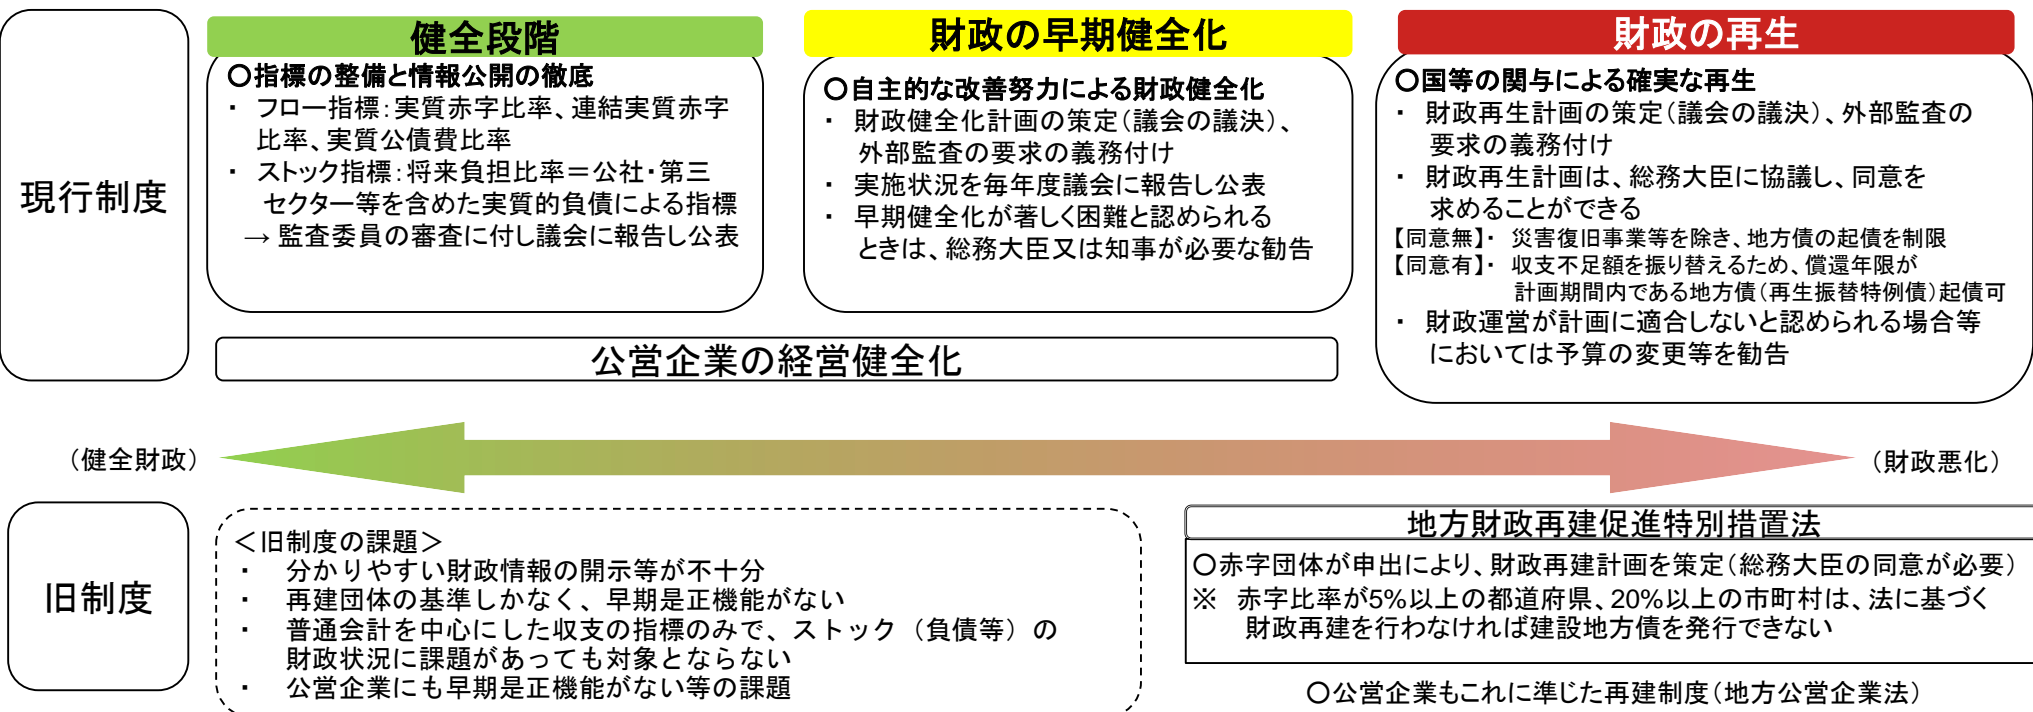 現行制度
健全段階
〇指標の整備と情報公開の徹底
・ フロー指標：実質赤字比率、連結実質赤字
比率、実質公債費比率
・ ストック指標：将来負担比率＝公社・第三
セクター等を含めた実質的負債による指標
→ 監査委員の審査に付し議会に報告し公表
財政の早期健全化
〇自主的な改善努力による財政健全化
・ 財政健全化計画の策定（議会の議決）、
外部監査の要求の義務付け
・ 実施状況を毎年度議会に報告し公表
・ 早期健全化が著しく困難と認められる
ときは、総務大臣又は知事が必要な勧告
公営企業の経営健全化
財政の再生
〇国等の関与による確実な再生
・ 財政再生計画の策定（議会の議決）、外部監査の
要求の義務付け
・ 財政再生計画は、総務大臣に協議し、同意を
求めることができる
【同意無】・ 災害復旧事業等を除き、地方債の起債を制限
【同意有】・ 収支不足額を振り替えるため、償還年限が
計画期間内である地方債（再生振替特例債）起債可
・ 財政運営が計画に適合しないと認められる場合等
においては予算の変更等を勧告
（健全財政）
（財政悪化）
旧制度
＜旧制度の課題＞
・ 分かりやすい財政情報の開示等が不十分
・ 再建団体の基準しかなく、早期是正機能がない
・ 普通会計を中心にした収支の指標のみで、ストック（負債等）の
財政状況に課題があっても対象とならない
・ 公営企業にも早期是正機能がない等の課題
地方財政再建促進特別措置法
〇赤字団体が申出により、財政再建計画を策定（総務大臣の同意が必要）
※ 赤字比率が5%以上の都道府県、20%以上の市町村は、法に基づく
財政再建を行わなければ建設地方債を発行できない
〇公営企業もこれに準じた再建制度（地方公営企業法）